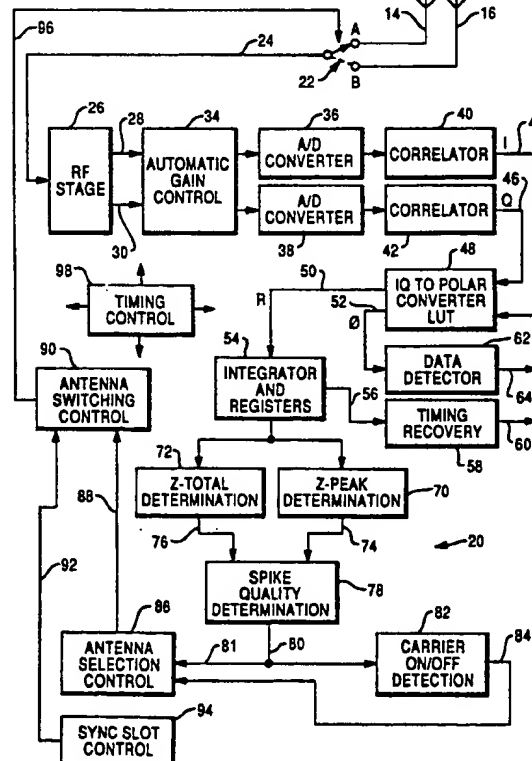 96
24
A
14
16
22
B
26
28
34
36
40
4
RF
STAGE
AUTOMATIC
GAIN
CONTROL
A/D
CONVERTER
CORRELATOR
I
46
A/D
CONVERTER
CORRELATOR
Q
30
38
42
48
98
TIMING
CONTROL
50
52
R
Ø
IQ TO POLAR
CONVERTER
LUT
62
90
54
DATA
DETECTOR
64
ANTENNA
SWITCHING
CONTROL
INTEGRATOR
AND
REGISTERS
56
TIMING
RECOVERY
60
58
72
Z-TOTAL
DETERMINATION
Z-PEAK
DETERMINATION
70
88
76
74
20
92
SPIKE
QUALITY
DETERMINATION
78
86
82
80
81
84
ANTENNA
SELECTION
CONTROL
CARRIER
ON/OFF
DETECTION
94
SYNC SLOT
CONTROL